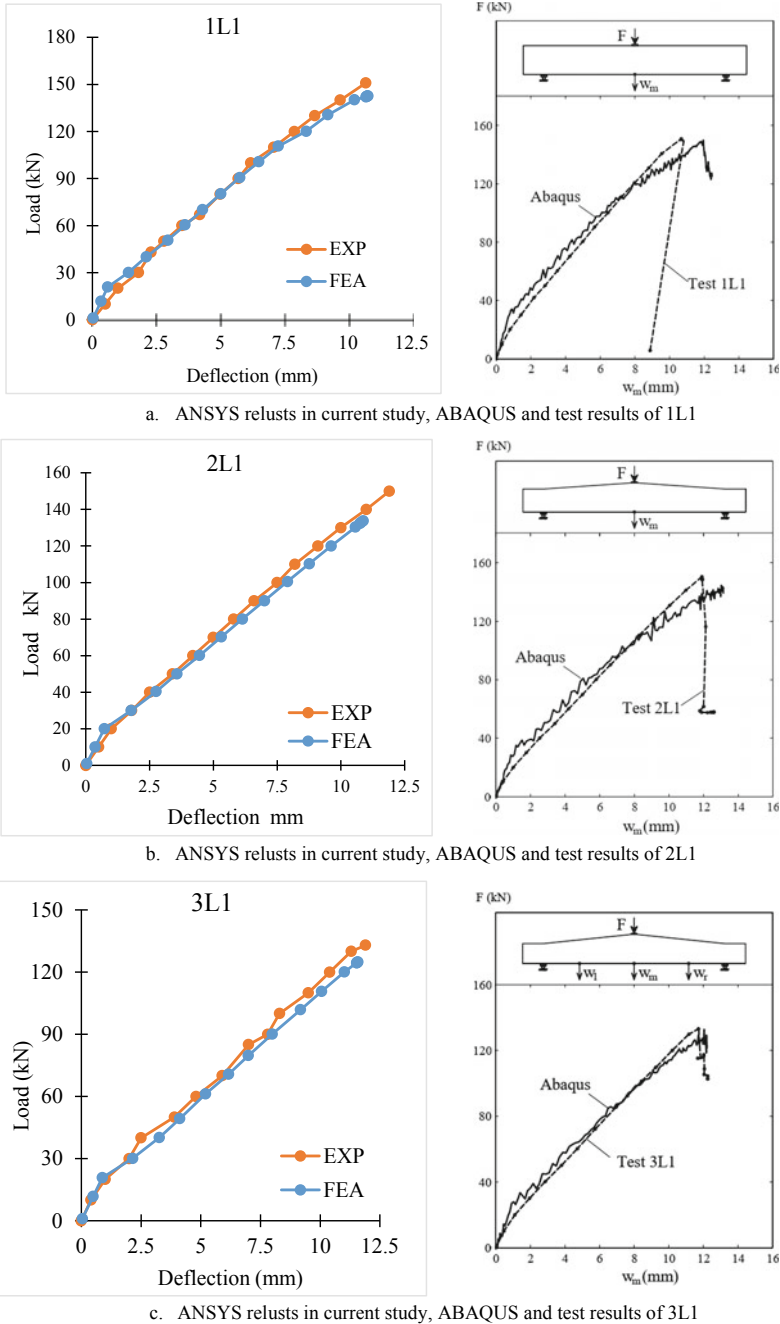 1L1
Load (kN)
180
150
120
90
60
30
0
EXP
FEA
0 2.5 5 7.5 10 12.5
Deflection (mm)
F (kN)
F
wm
160
120
80
40
0
Abaqus
Test 1L1
0 2 4 6 8 10 12 14 16
wm(mm)
a. ANSYS relusts in current study, ABAQUS and test results of 1L1
2L1
Load kN
160
140
120
100
80
60
40
20
0
EXP
FEA
0 2.5 5 7.5 10 12.5
Deflection mm
F (kN)
F
wm
160
120
80
40
0
Abaqus
Test 2L1
0 2 4 6 8 10 12 14 16
wm(mm)
b. ANSYS relusts in current study, ABAQUS and test results of 2L1
3L1
Load (kN)
150
120
90
60
30
0
EXP
FEA
0 2.5 5 7.5 10 12.5
Deflection (mm)
F (kN)
F
wl wm wr
160
120
80
40
0
Abaqus
Test 3L1
0 2 4 6 8 10 12 14 16
wm(mm)
c. ANSYS relusts in current study, ABAQUS and test results of 3L1